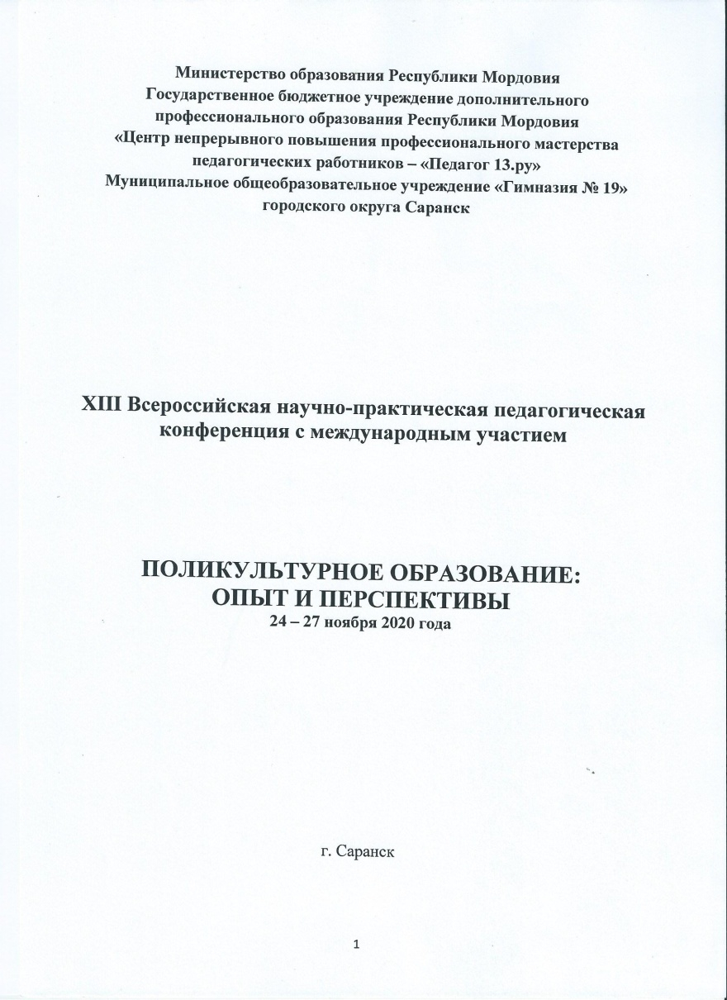 Министерство образования Республики Мордовия
Государственное бюджетное учреждение дополнительного
профессионального образования Республики Мордовия
«Центр непрерывного повышения профессионального мастерства
педагогических работников – «Педагог 13.ру»
Муниципальное общеобразовательное учреждение «Гимназия № 19»
городского округа Саранск
XIII Всероссийская научно-практическая педагогическая
конференция с международным участием
ПОЛИКУЛЬТУРНОЕ ОБРАЗОВАНИЕ:
ОПЫТ И ПЕРСПЕКТИВЫ
24 – 27 ноября 2020 года
г. Саранск
1